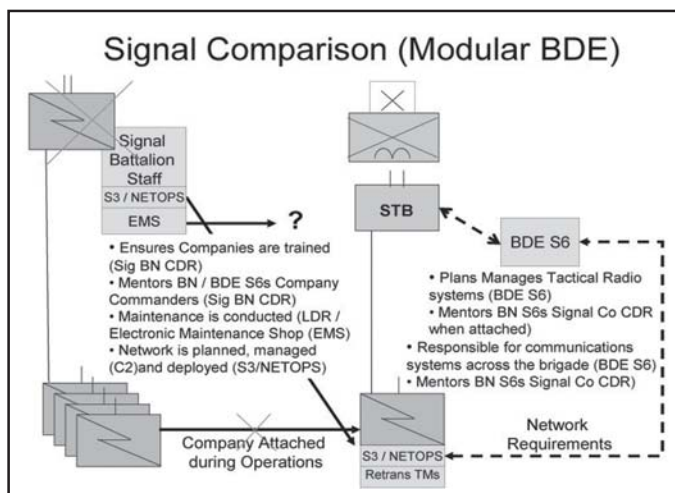 Signal Comparison (Modular BDE)
Signal
Battalion
Staff
S3 / NETOPS
EMS
?
• Ensures Companies are trained
(Sig BN CDR)
• Mentors BN / BDE S6s Company
Commanders (Sig BN CDR)
• Maintenance is conducted (LDR /
Electronic Maintenance Shop (EMS)
• Network is planned, managed
(C2)and deployed (S3/NETOPS)
STB
BDE S6
• Plans Manages Tactical Radio
systems (BDE S6)
• Mentors BN S6s Signal Co CDR
when attached)
• Responsible for communications
systems across the brigade (BDE S6)
• Mentors BN S6s Signal Co CDR)
Company Attached
during Operations
S3 / NETOPS
Retrans TMs
Network
Requirements